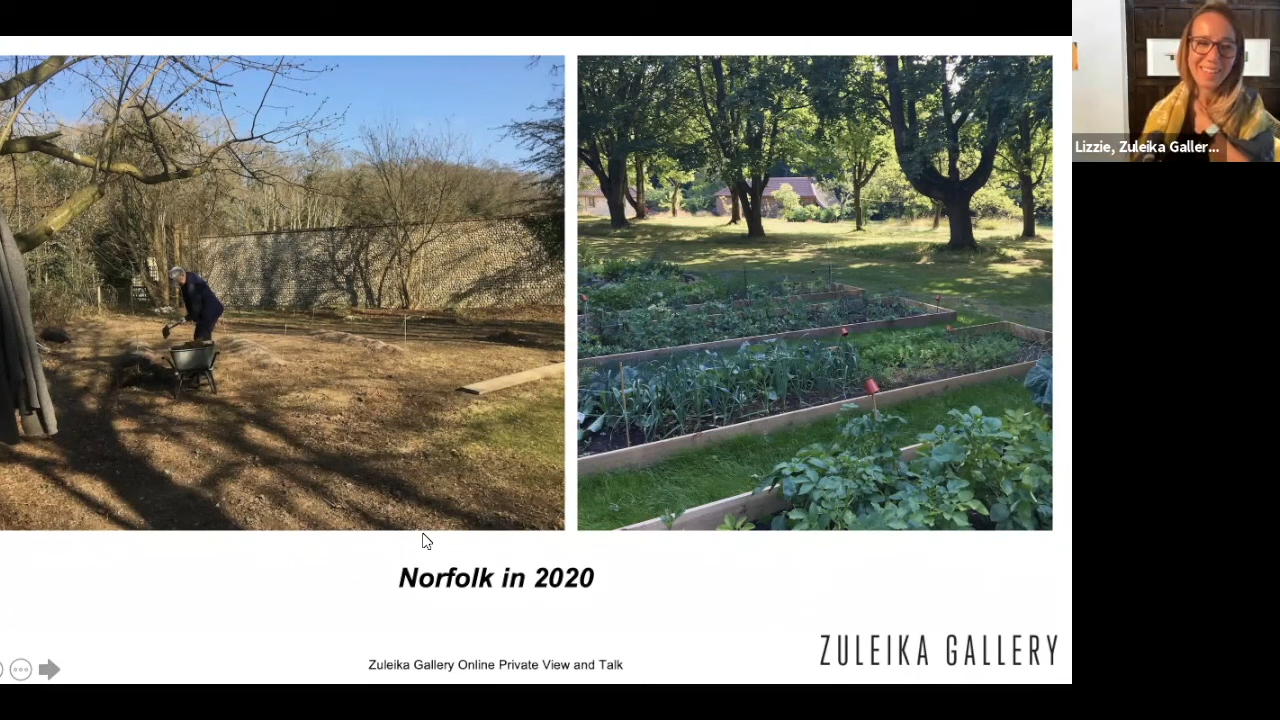 Lizzie, Zuleika Galler...
Norfolk in 2020
ZULEIKA GALLERY
Zuleika Gallery Online Private View and Talk